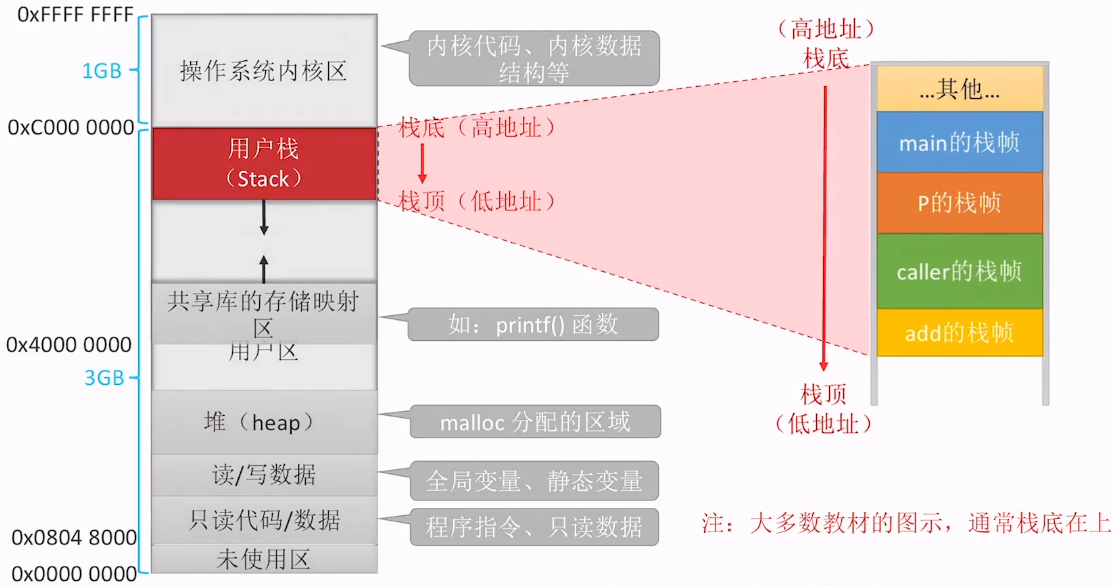 0xFFFF FFFF
1GB
操作系统内核区
内核代码、内核数据
结构等
0xC000 0000
用户栈
（Stack）
栈底（高地址）
栈顶（低地址）
共享库的存储映射
区
如：printf() 函数
0x4000 0000
用户区
3GB
堆（heap）
malloc 分配的区域
读/写数据
全局变量、静态变量
只读代码/数据
程序指令、只读数据
0x0804 8000
未使用区
0x0000 0000
（高地址）
栈底
...其他...
main的栈帧
P的栈帧
caller的栈帧
add的栈帧
栈顶
（低地址）
注：大多数教材的图示，通常栈底在上